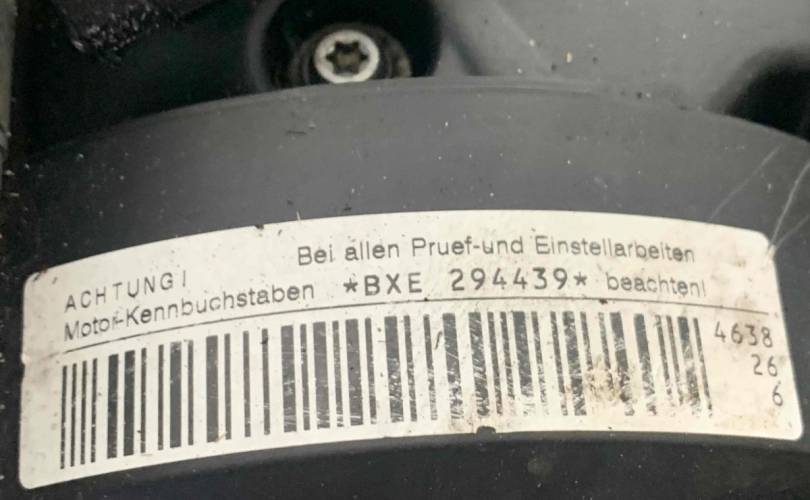 ACHTUNG! Bei allen Pruef-und Einstellarbeiten
Motor-Kennbuchstaben *BXE 294439* beachten!
4638
26
6